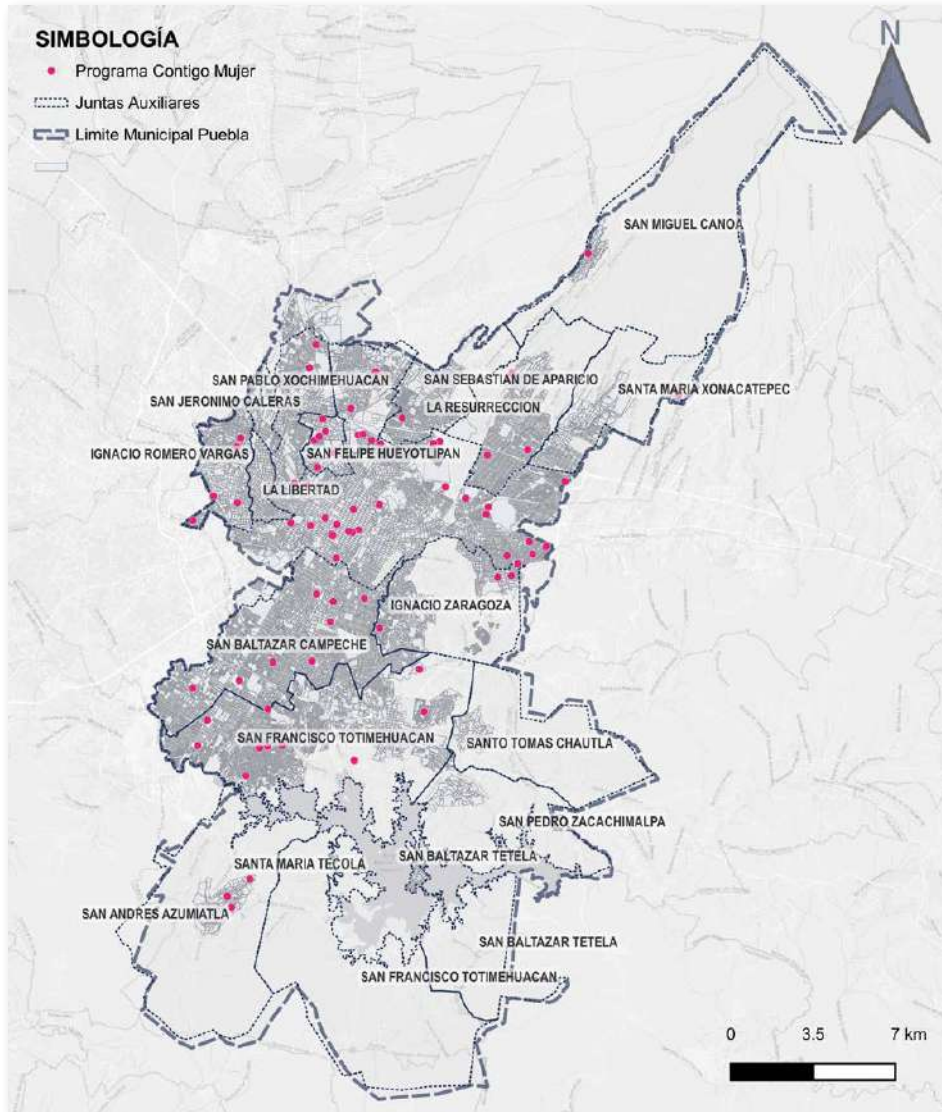 SIMBOLOGÍA
Programa Contigo Mujer
Juntas Auxiliares
Limite Municipal Puebla
N
SAN MIGUEL CANOA
SAN PABLO XOCHIMEHUACAN
SAN SEBASTIAN DE APARICIO
SANTA MARIA XONACATEPEC
SAN JERONIMO CALERAS
LA RESURRECCION
IGNACIO ROMERO VARGAS
SAN FELIPE HUEYOTLIPAN
LA LIBERTAD
IGNACIO ZARAGOZA
SAN BALTAZAR CAMPECHE
SAN FRANCISCO TOTIMEHUACAN
SANTO TOMAS CHAUTLA
SAN PEDRO ZACACHIMALPA
SANTA MARIA TECOLA
SAN BALTAZAR TETELA
SAN ANDRES AZUMIATLA
SAN BALTAZAR TETELA
SAN FRANCISCO TOTIMEHUACAN
0 3.5 7 km